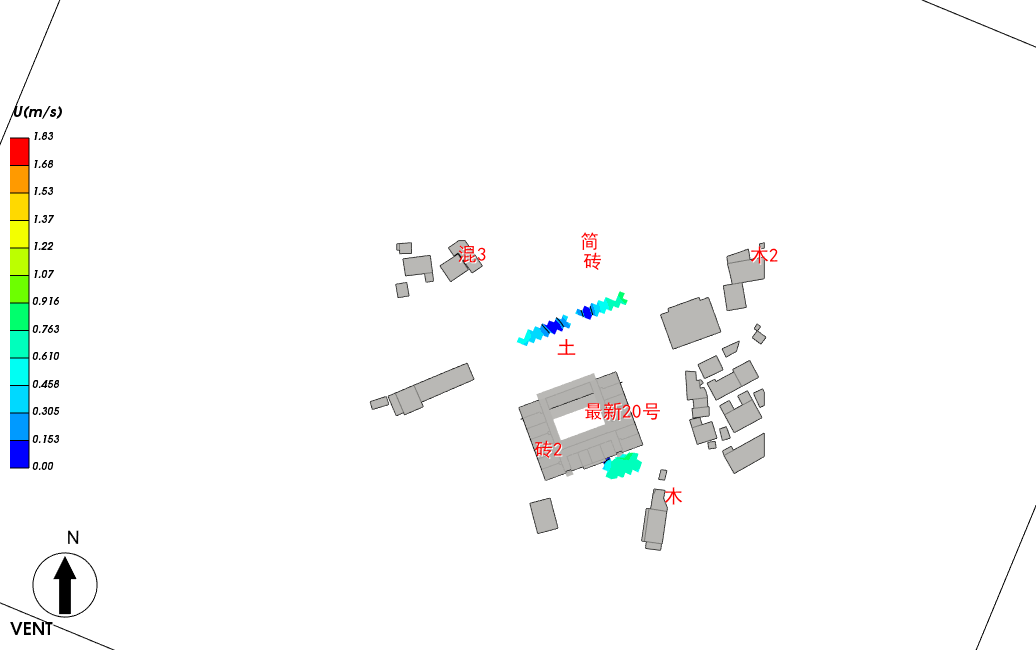 U(m/s)
1.83
1.68
1.53
1.37
1.22
1.07
0.916
0.763
0.610
0.458
0.305
0.153
0.00
混3
简
砖
木2
土
最新20号
砖2
木
N
VENT